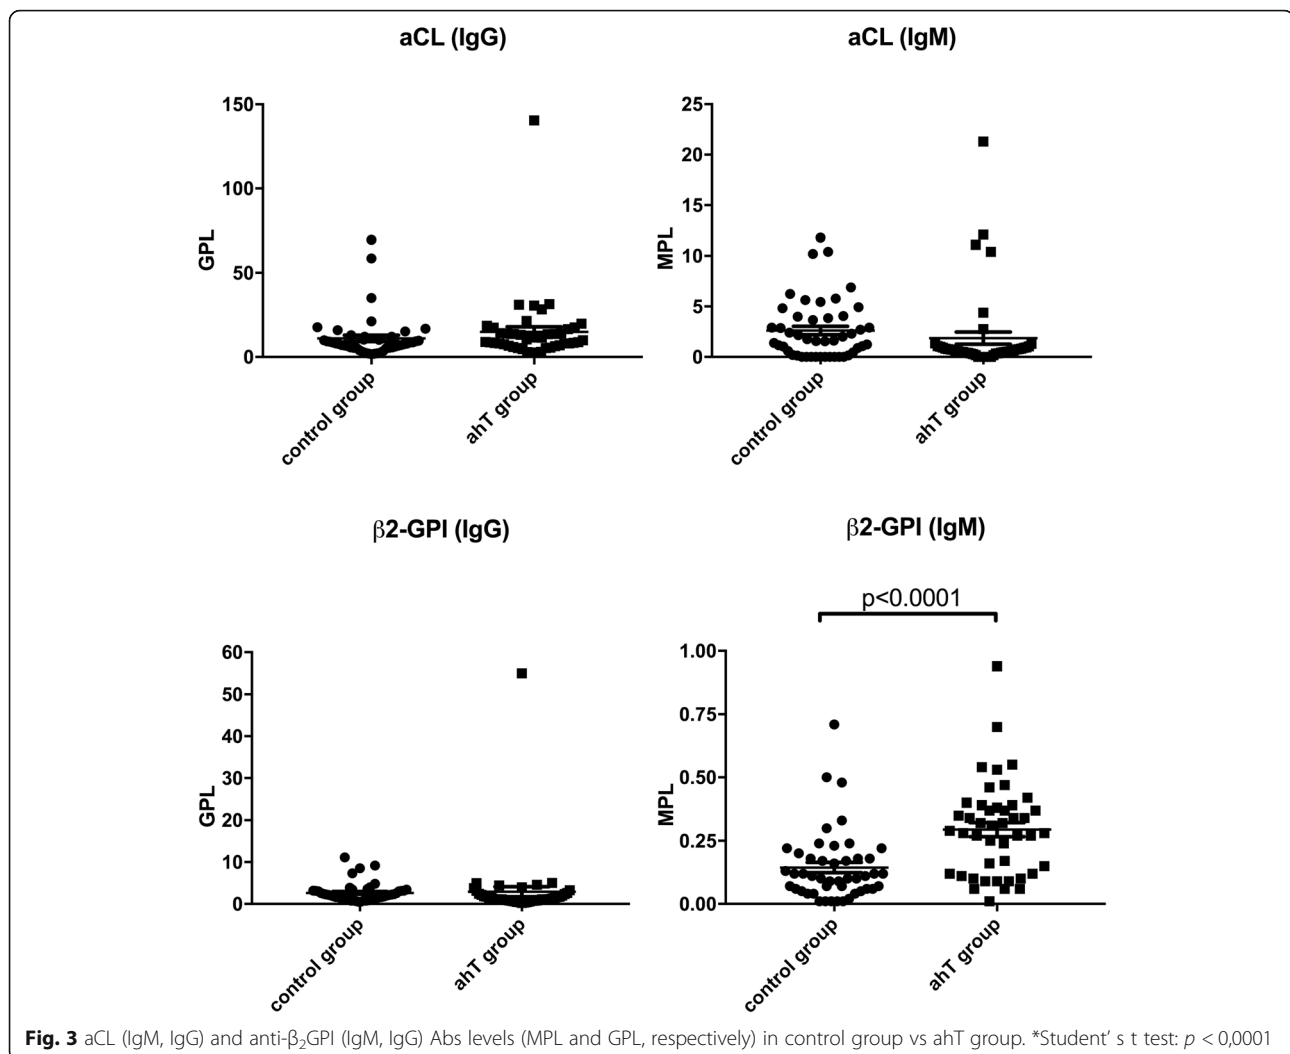 aCL (IgG)
150
100
50
0
GPL
control group
ahT group
aCL (IgM)
25
20
15
10
5
0
MPL
control group
ahT group
β2-GPI (IgG)
60
50
40
30
20
10
0
GPL
control group
ahT group
β2-GPI (IgM)
p<0.0001
1.00
0.75
0.50
0.25
0.00
MPL
control group
ahT group
Fig. 3 aCL (IgM, IgG) and anti-β₂GPI (IgM, IgG) Abs levels (MPL and GPL, respectively) in control group vs ahT group. *Student' s t test: p < 0,0001